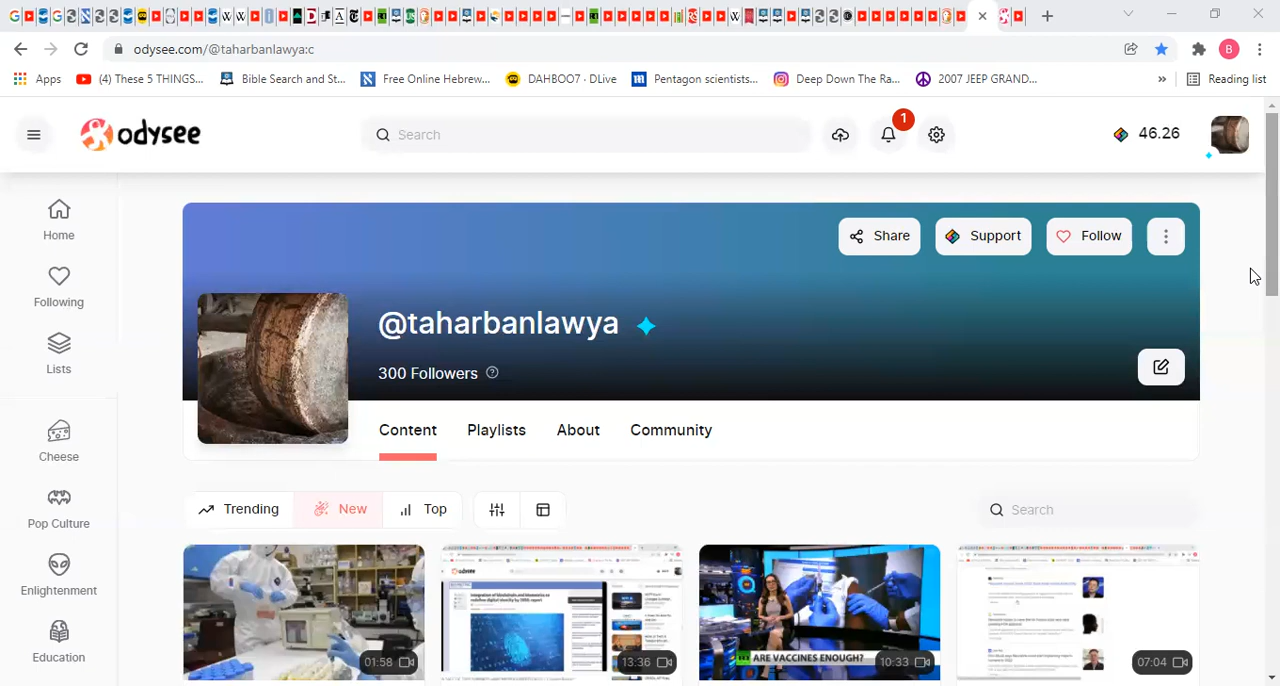 odysee.com/@taharbanlawya:c
B
Apps
(4) These 5 THINGS...
Bible Search and St...
Free Online Hebrew...
DAHBOO7 · DLive
Pentagon scientists...
Deep Down The Ra...
2007 JEEP GRAND...
»
Reading list
odysee
Search
1
46.26
Home
Following
Lists
Cheese
Pop Culture
Enlightenment
Education
Share
Support
Follow
@taharbanlawya
300 Followers
Content
Playlists
About
Community
Trending
New
Top
Search
01:58
13:36
ARE VACCINES ENOUGH?
10:33
07:04